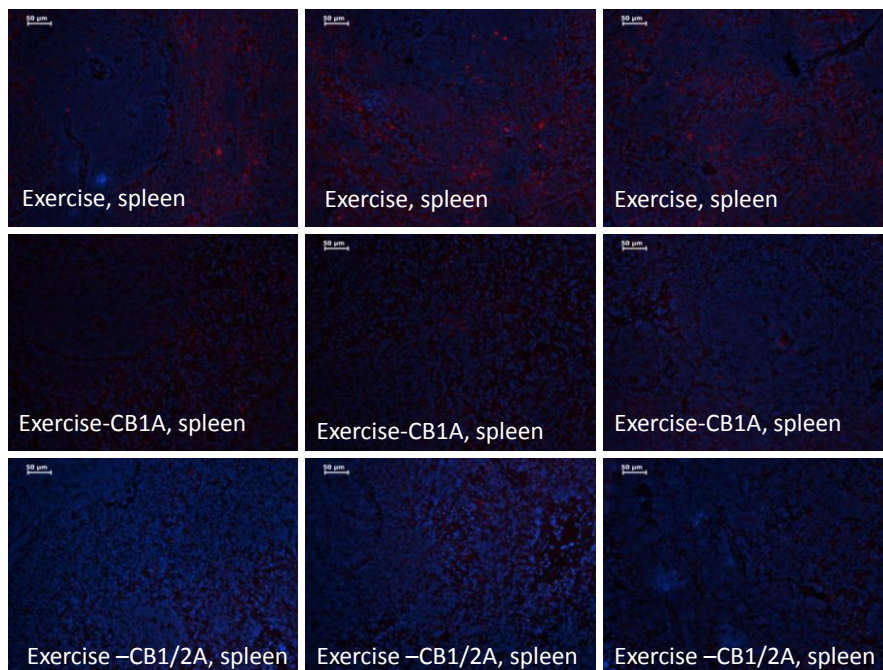 50 µm
50 µm
50 µm
Exercise, spleen
Exercise, spleen
Exercise, spleen
50 µm
50 µm
50 µm
Exercise-CB1A, spleen
Exercise-CB1A, spleen
Exercise-CB1A, spleen
50 µm
50 µm
50 µm
Exercise –CB1/2A, spleen
Exercise –CB1/2A, spleen
Exercise –CB1/2A, spleen